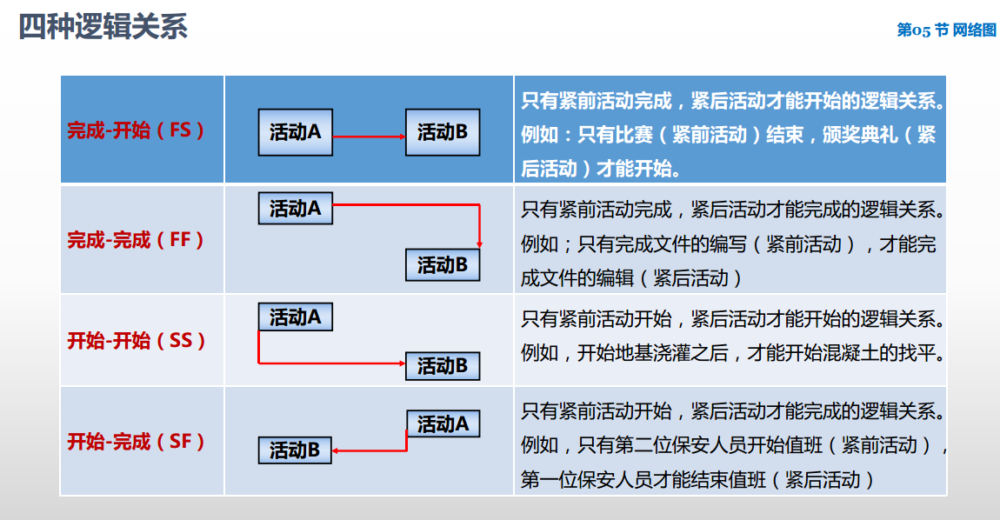 四种逻辑关系
第05 节 网络图
完成-开始（FS）
活动A
活动B
只有紧前活动完成，紧后活动才能开始的逻辑关系。
例如：只有比赛（紧前活动）结束，颁奖典礼（紧
后活动）才能开始。
完成-完成（FF）
活动A
活动B
只有紧前活动完成，紧后活动才能完成的逻辑关系。
例如；只有完成文件的编写（紧前活动），才能完
成文件的编辑（紧后活动）
开始-开始（SS）
活动A
活动B
只有紧前活动开始，紧后活动才能开始的逻辑关系。
例如，开始地基浇灌之后，才能开始混凝土的找平。
开始-完成（SF）
活动A
活动B
只有紧前活动开始，紧后活动才能完成的逻辑关系。
例如，只有第二位保安人员开始值班（紧前活动），
第一位保安人员才能结束值班（紧后活动）